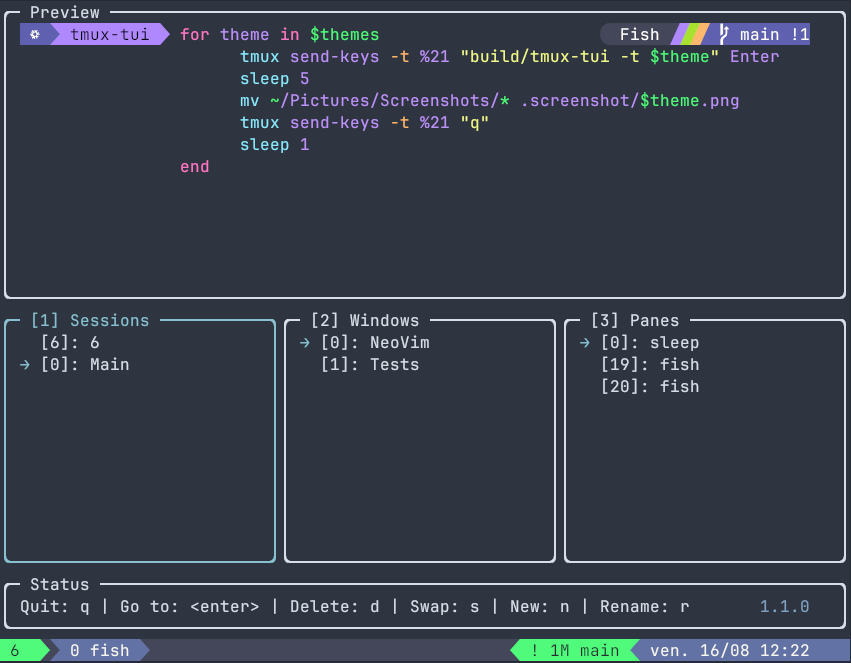 Preview
tmux-tui for theme in $themes Fish main !1
tmux send-keys -t %21 "build/tmux-tui -t $theme" Enter
sleep 5
mv ~/Pictures/Screenshots/* .screenshot/$theme.png
tmux send-keys -t %21 "q"
sleep 1
end
[1] Sessions
[6]: 6
→ [0]: Main
[2] Windows
→ [0]: NeoVim
[1]: Tests
[3] Panes
→ [0]: sleep
[19]: fish
[20]: fish
Status
Quit: q | Go to: <enter> | Delete: d | Swap: s | New: n | Rename: r 1.1.0
6 0 fish ! 1M main ven. 16/08 12:22